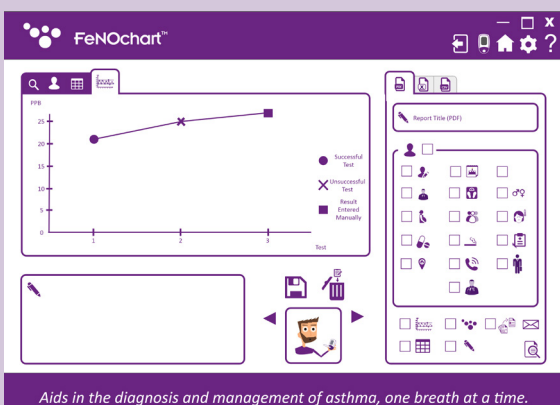 FeNOchart™
PPB
25
20
15
10
5
0
1
2
3
Test
Successful
Test
Unsuccessful
Test
Result
Entered
Manually
Report Title (PDF)
Aids in the diagnosis and management of asthma, one breath at a time.